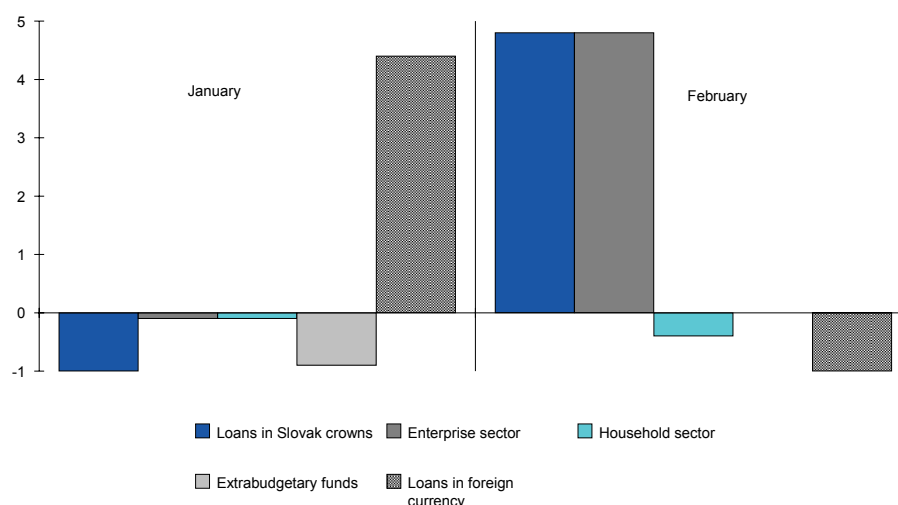 5
January
February
4
3
2
1
0
-1
Loans in Slovak crowns
Enterprise sector
Household sector
Extrabudgetary funds
Loans in foreign
currency